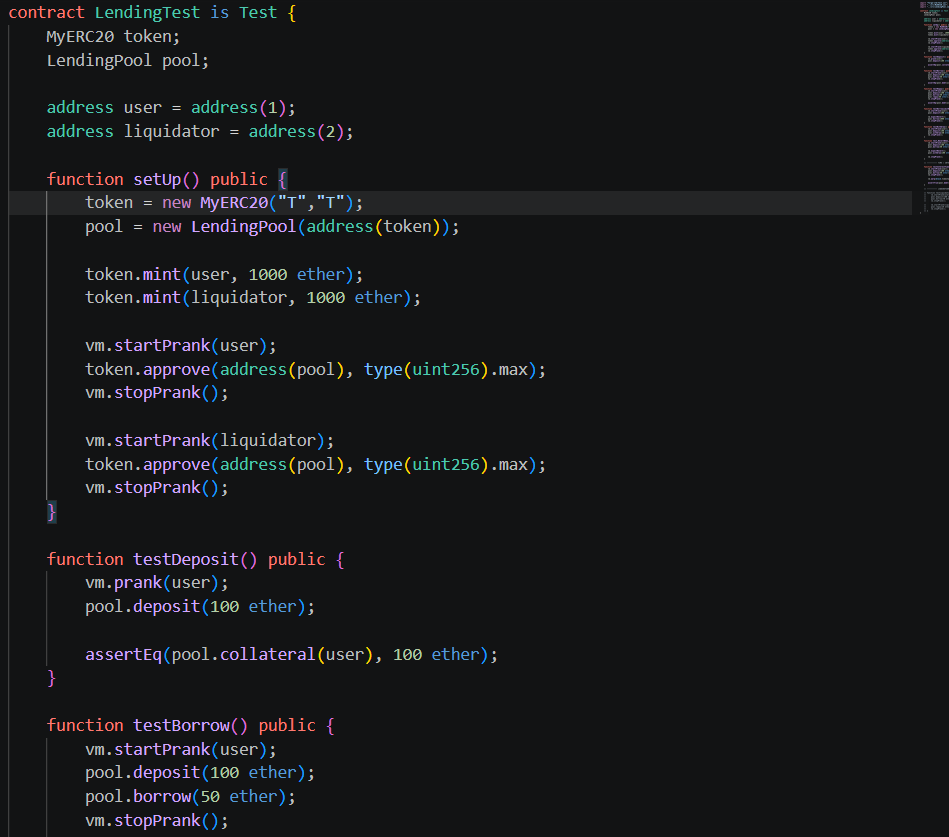 contract LendingTest is Test {
    MyERC20 token;
    LendingPool pool;

    address user = address(1);
    address liquidator = address(2);

    function setUp() public {
        token = new MyERC20("T","T");
        pool = new LendingPool(address(token));

        token.mint(user, 1000 ether);
        token.mint(liquidator, 1000 ether);

        vm.startPrank(user);
        token.approve(address(pool), type(uint256).max);
        vm.stopPrank();

        vm.startPrank(liquidator);
        token.approve(address(pool), type(uint256).max);
        vm.stopPrank();
    }

    function testDeposit() public {
        vm.prank(user);
        pool.deposit(100 ether);

        assertEq(pool.collateral(user), 100 ether);
    }

    function testBorrow() public {
        vm.startPrank(user);
        pool.deposit(100 ether);
        pool.borrow(50 ether);
        vm.stopPrank();